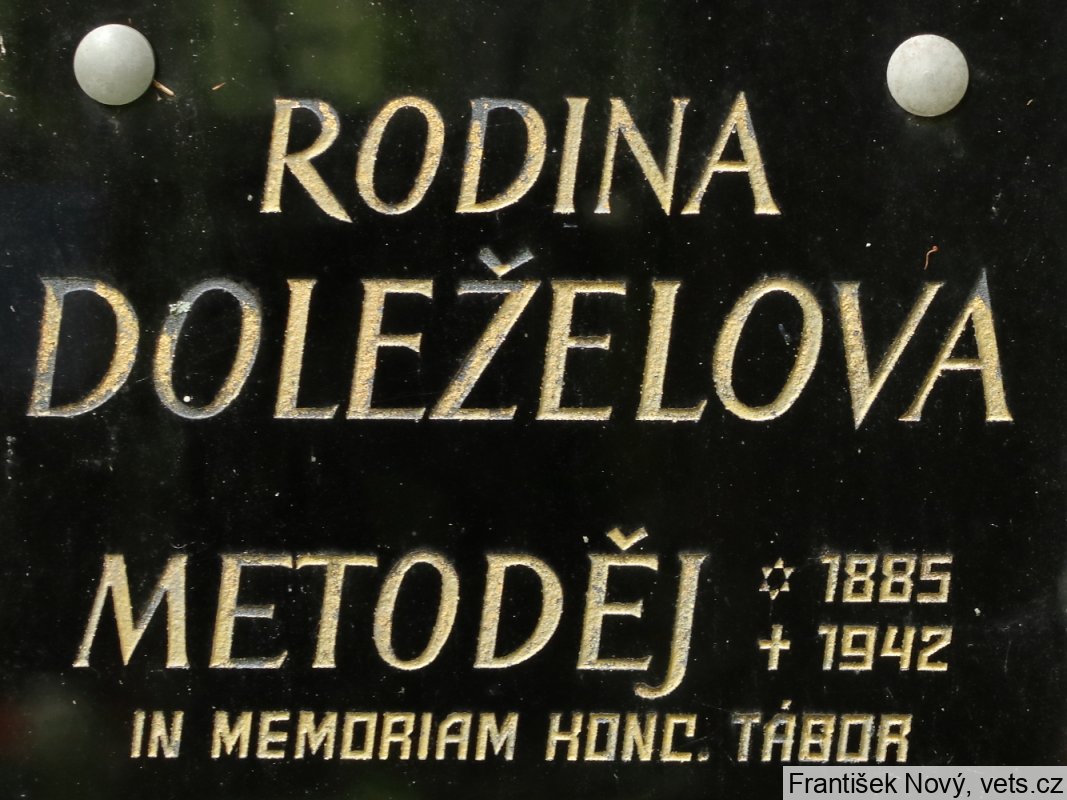 RODINA
DOLEŽELOVA
METODĚJ ✡ 1885
✝ 1942
IN MEMORIAM KONC. TÁBOR
František Nový, vets.cz